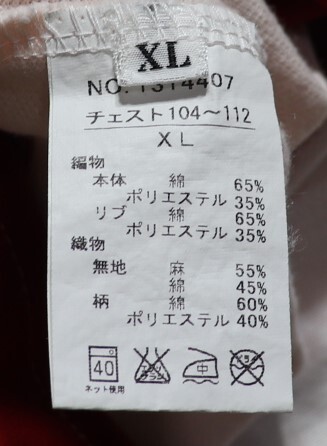 XL
NO. 1314407
チェスト104〜112
XL
編物
本体 綿 65%
ポリエステル 35%
リブ 綿 65%
ポリエステル 35%
織物
無地 麻 55%
綿 45%
柄 綿 60%
ポリエステル 40%
40 中
ネット使用